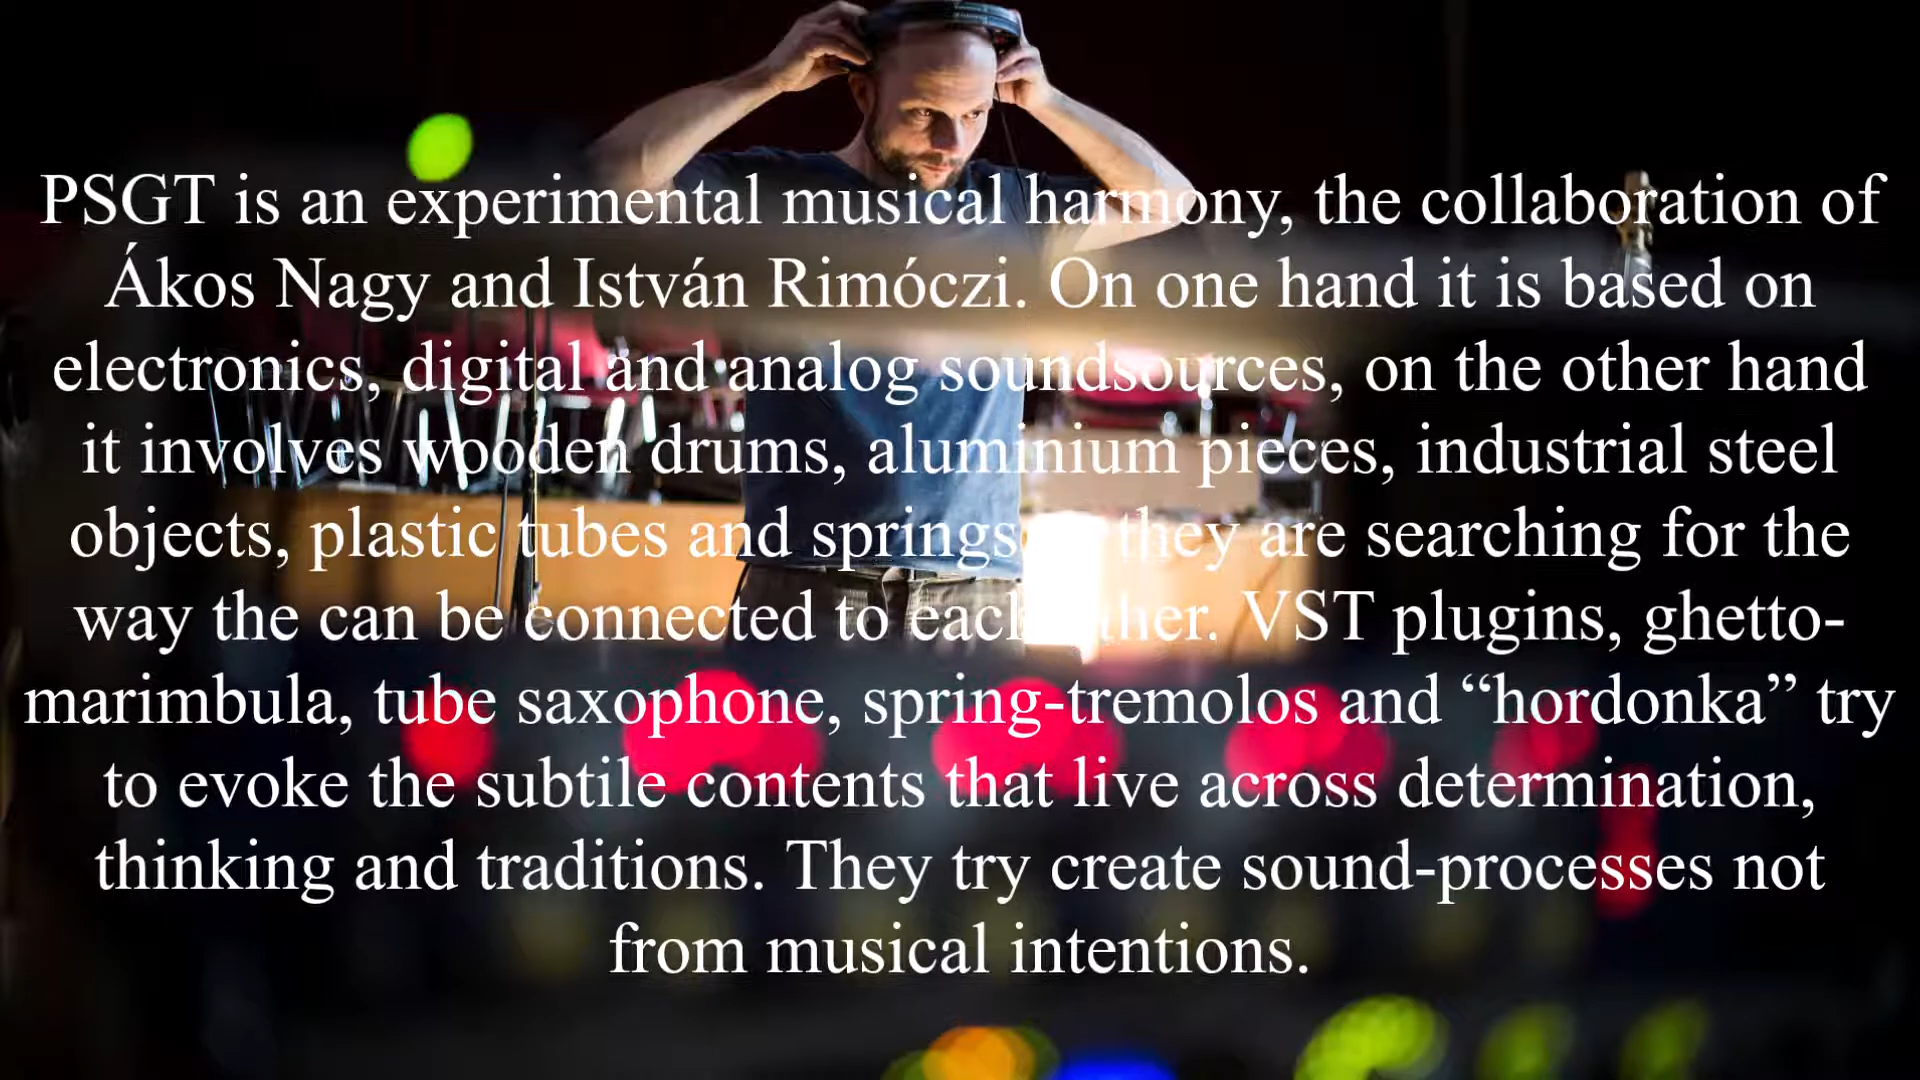 PSGT is an experimental musical harmony, the collaboration of
Ákos Nagy and István Rimóczi. On one hand it is based on
electronics, digital and analog soundsources, on the other hand
it involves wooden drums, aluminium pieces, industrial steel
objects, plastic tubes and springs they are searching for the
way the can be connected to each other. VST plugins, ghetto-
marimbula, tube saxophone, spring-tremolos and “hordonka” try
to evoke the subtile contents that live across determination,
thinking and traditions. They try create sound-processes not
from musical intentions.